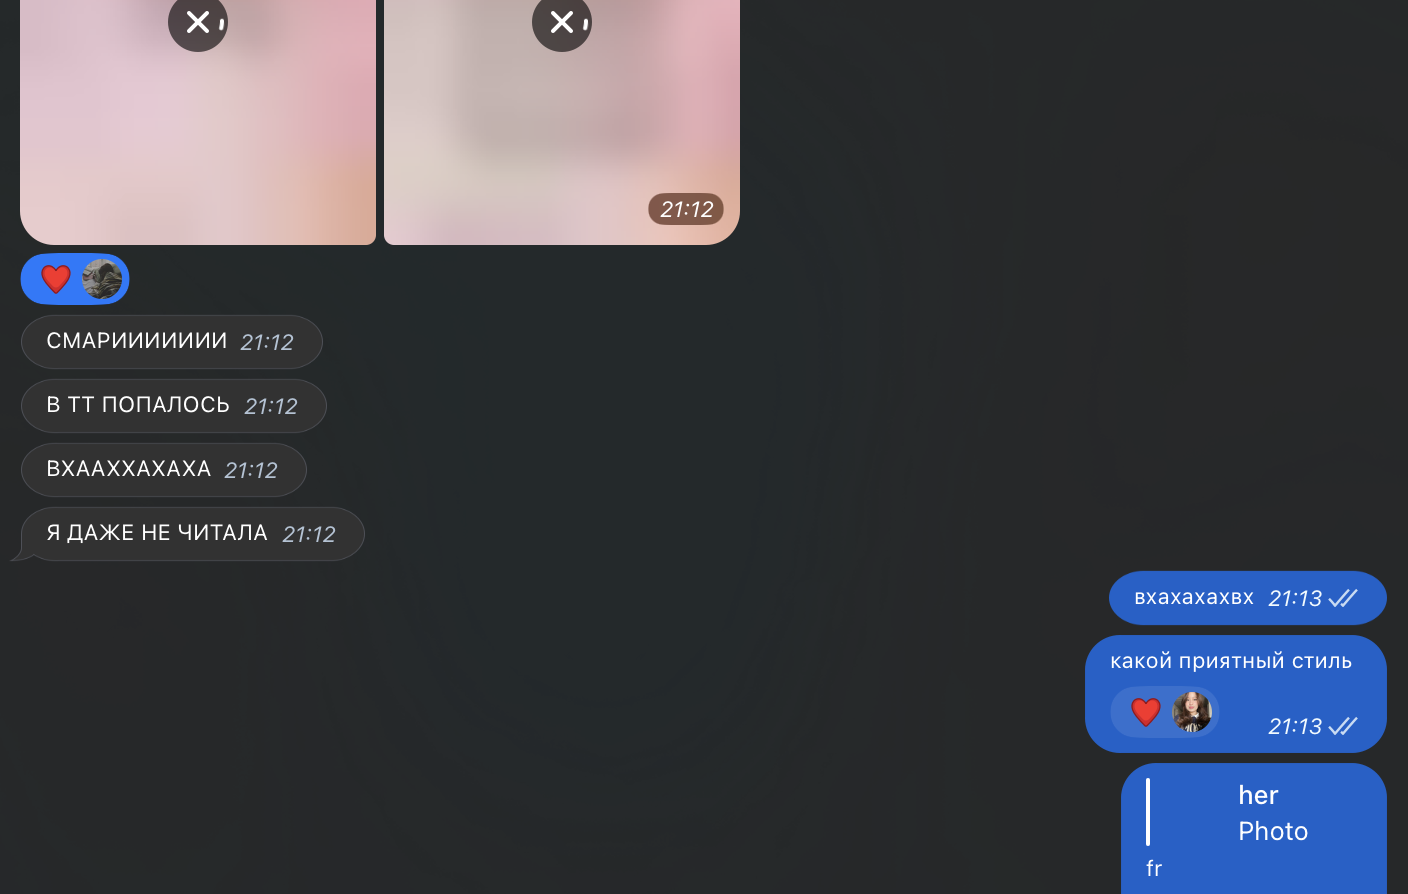 21:12
СМАРИИИИИИИ 21:12
В ТТ ПОПАЛОСЬ 21:12
ВХААХХАХАХА 21:12
Я ДАЖЕ НЕ ЧИТАЛА 21:12
вхахахахвх 21:13
какой приятный стиль
21:13
her
Photo
fr